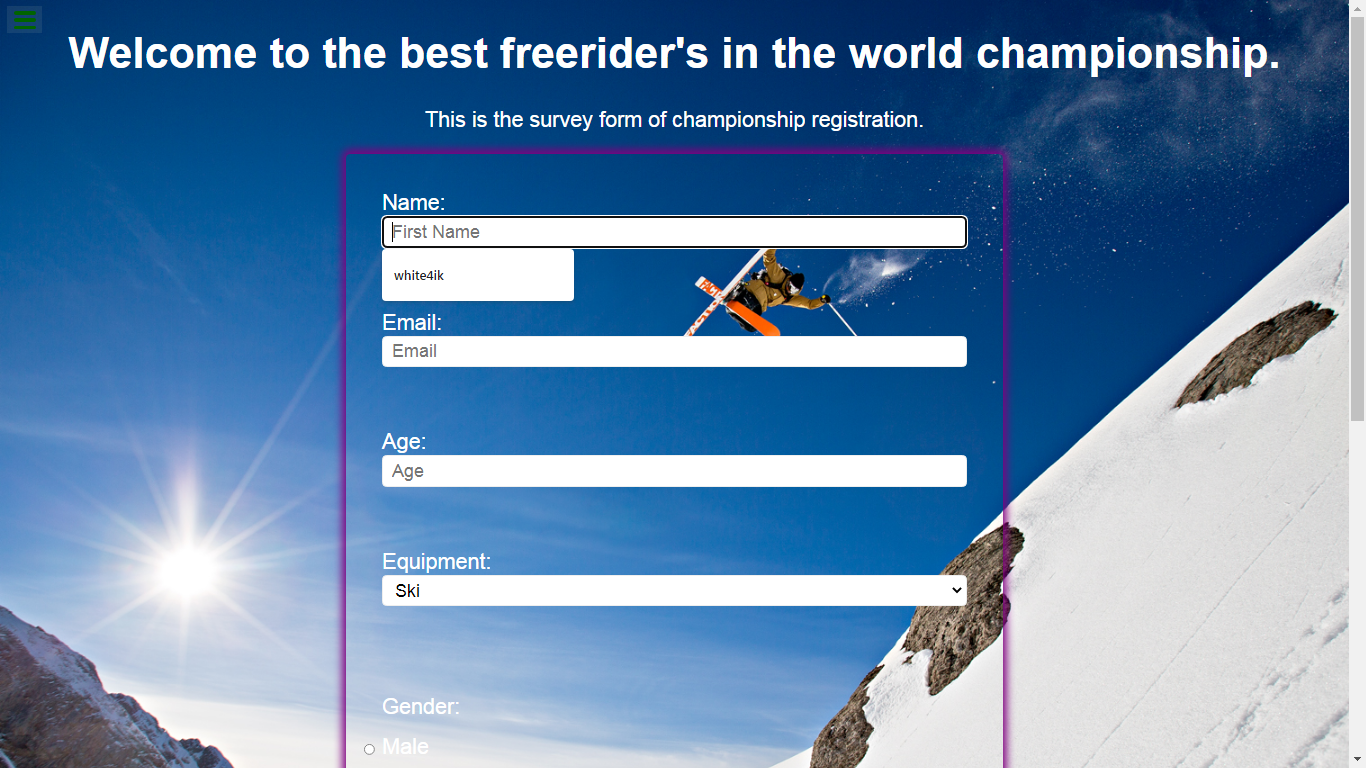 Welcome to the best freerider's in the world championship.
This is the survey form of championship registration.
Name:
First Name
white4ik
Email:
Email
Age:
Age
Equipment:
Ski
Gender:
Male